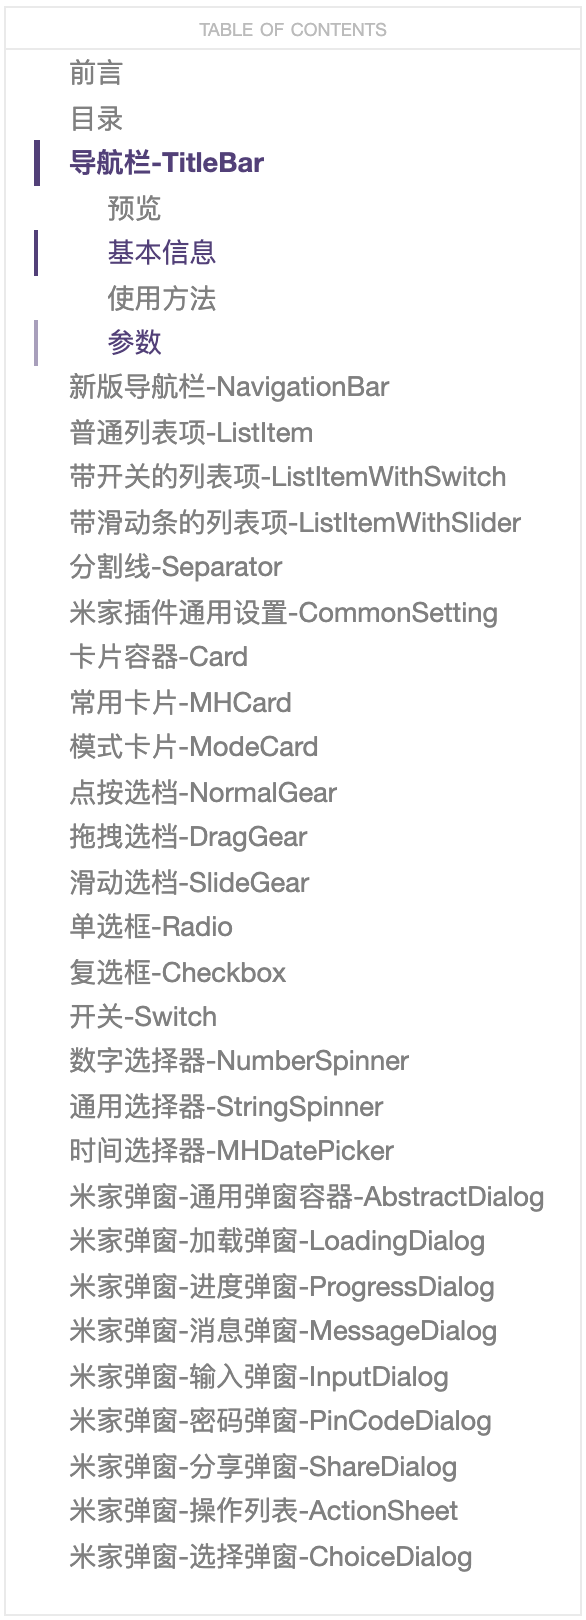 TABLE OF CONTENTS
前言
目录
导航栏-TitleBar
预览
基本信息
使用方法
参数
新版导航栏-NavigationBar
普通列表项-ListItem
带开关的列表项-ListItemWithSwitch
带滑动条的列表项-ListItemWithSlider
分割线-Separator
米家插件通用设置-CommonSetting
卡片容器-Card
常用卡片-MHCard
模式卡片-ModeCard
点按选档-NormalGear
拖拽选档-DragGear
滑动选档-SlideGear
单选框-Radio
复选框-Checkbox
开关-Switch
数字选择器-NumberSpinner
通用选择器-StringSpinner
时间选择器-MHDatePicker
米家弹窗-通用弹窗容器-AbstractDialog
米家弹窗-加载弹窗-LoadingDialog
米家弹窗-进度弹窗-ProgressDialog
米家弹窗-消息弹窗-MessageDialog
米家弹窗-输入弹窗-InputDialog
米家弹窗-密码弹窗-PinCodeDialog
米家弹窗-分享弹窗-ShareDialog
米家弹窗-操作列表-ActionSheet
米家弹窗-选择弹窗-ChoiceDialog